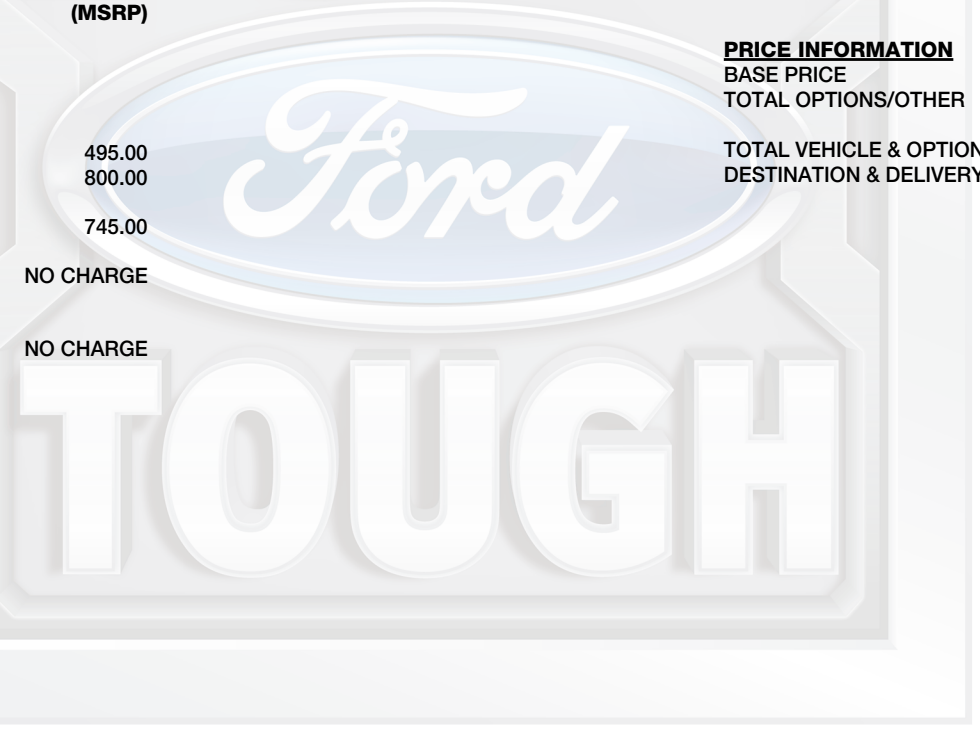 (MSRP)
495.00
800.00
745.00
NO CHARGE
NO CHARGE
PRICE INFORMATION
BASE PRICE
TOTAL OPTIONS/OTHER
TOTAL VEHICLE & OPTION
DESTINATION & DELIVERY
Ford
TOUGH